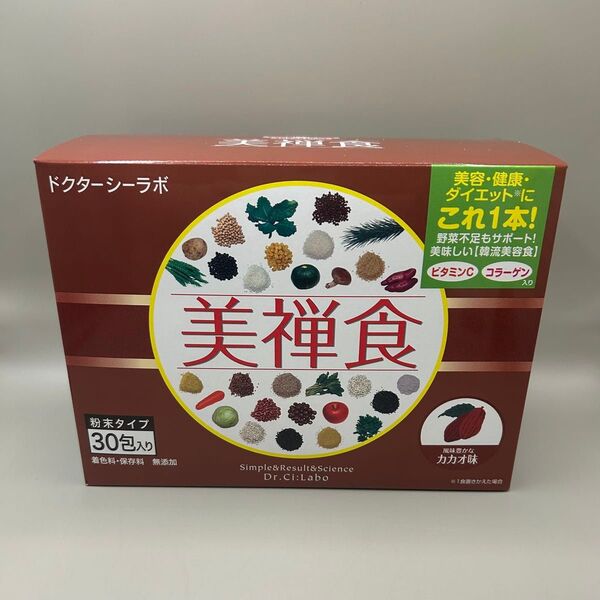 美禅食
ドクターシーラボ
美容・健康・
ダイエット※に
これ1本!
野菜不足もサポート!
美味しい【韓流美容食】
ビタミンC
コラーゲン
入り
美禅食
粉末タイプ
30包入り
着色料・保存料 無添加
Simple&Result&Science
Dr.Ci:Labo
風味豊かな
カカオ味
※1食置きかえた場合